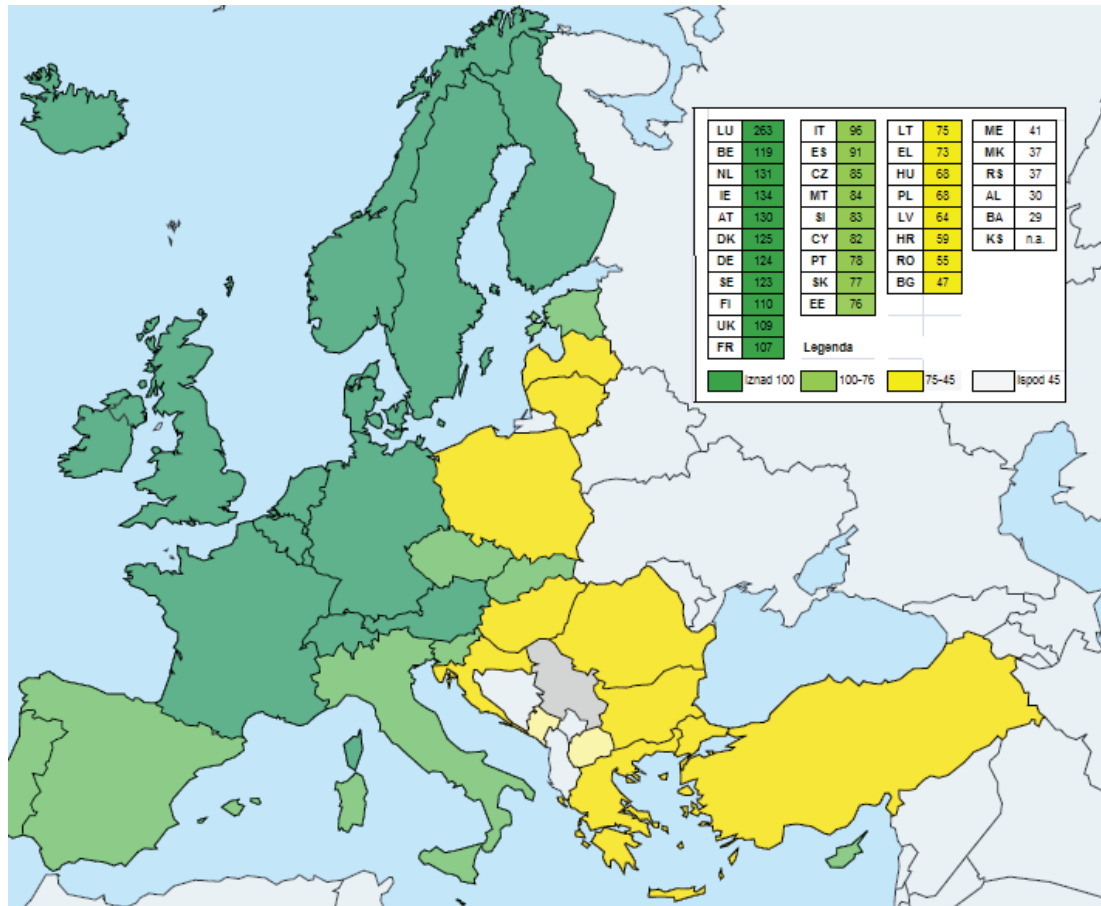 LU 263 IT 96 LT 75 ME 41
BE 119 ES 91 EL 73 MK 37
NL 131 CZ 85 HU 68 RS 37
IE 134 MT 84 PL 68 AL 30
AT 130 SI 83 LV 64 BA 29
DK 125 CY 82 HR 59 KS n.a.
DE 124 PT 78 RO 55
SE 123 SK 77 BG 47
FI 110 EE 76
UK 109
FR 107 Legenda
Iznad 100 100-76 75-45 Ispod 45